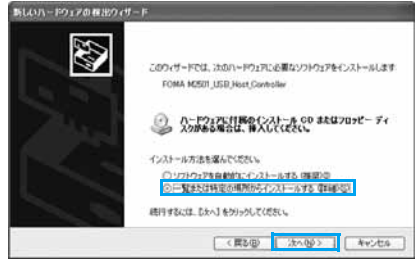 新しいハードウェアの検出ウィザード
このウィザードでは、次のハードウェアに必要なソフトウェアをインストールします
FOMA M2501_USB_Host_Controller
ハードウェアに付属のインストール CD またはフロッピー ディ
スクがある場合は、挿入してください。
インストール方法を選んでください。
ソフトウェアを自動的にインストールする (推奨)(I)
一覧または特定の場所からインストールする (詳細)(S)
続行するには、[次へ] をクリックしてください。
< 戻る(B)
次へ(N) >
キャンセル